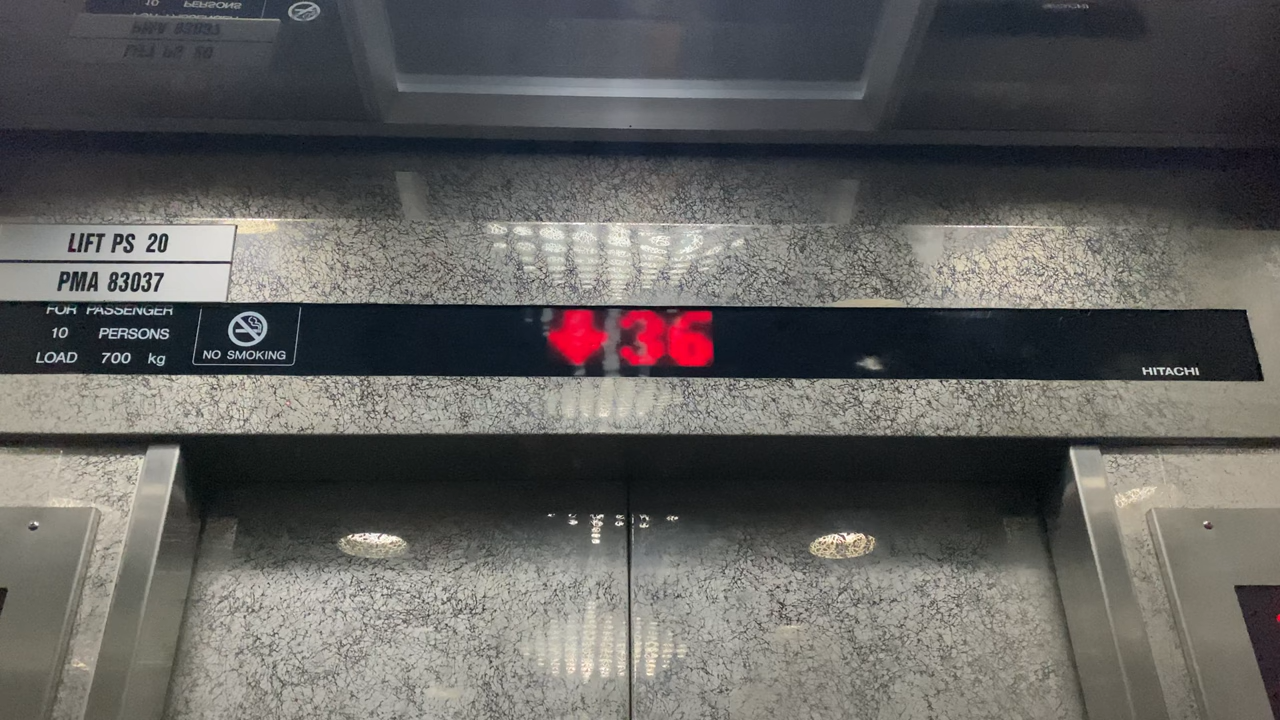 LIFT PS 20
PMA 83037
FOR PASSENGER
10 PERSONS
LOAD 700 kg
NO SMOKING
36
HITACHI